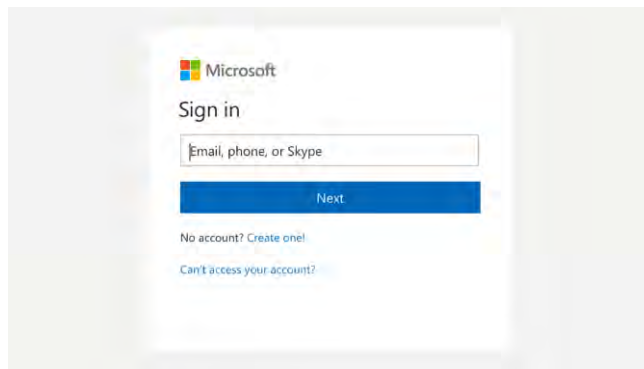 Microsoft
Sign in
Email, phone, or Skype
Next
No account? Create one!
Can't access your account?